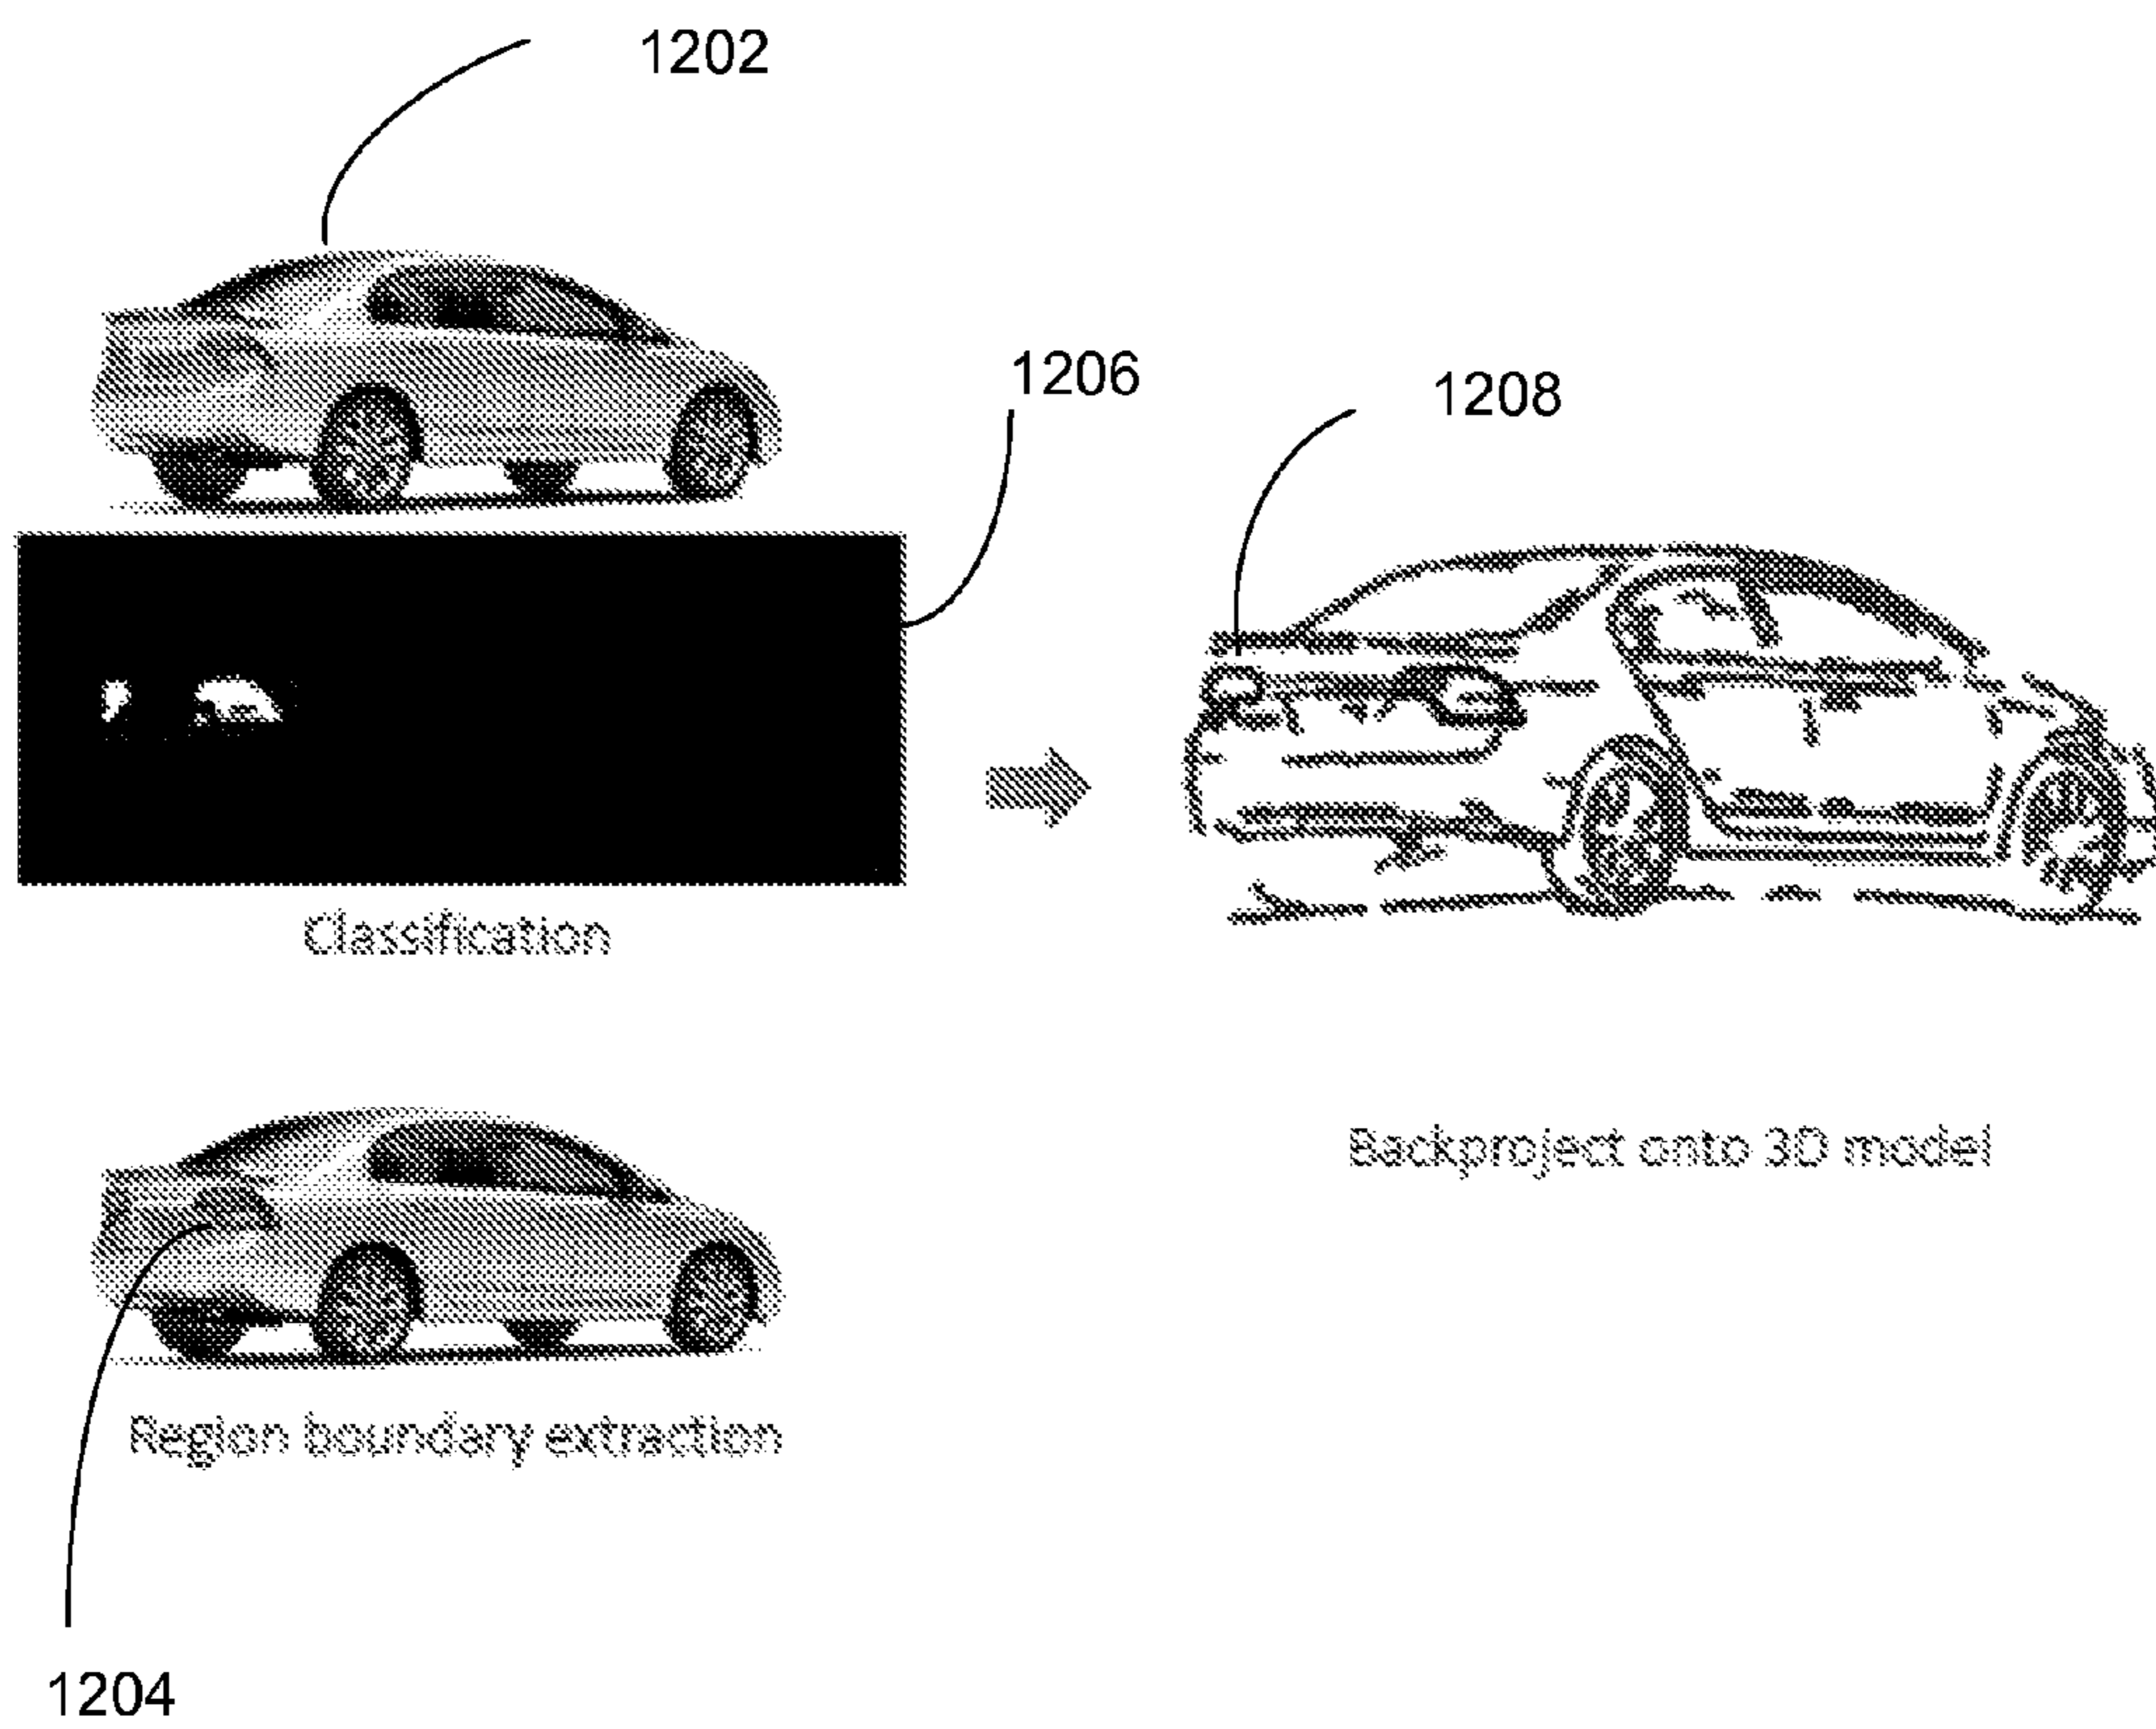 1202
1206
1208
Classification
Backproject onto 3D model
Region boundary extraction
1204